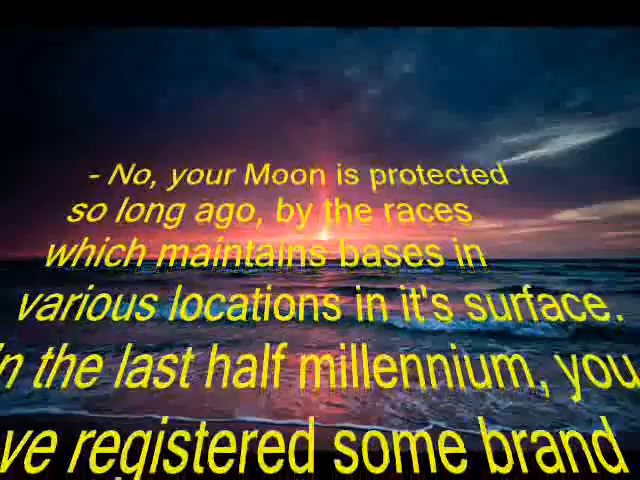 - No, your Moon is protected
so long ago, by the races
which maintains bases in
various locations in it's surface.
in the last half millennium, you
ve registered some brand